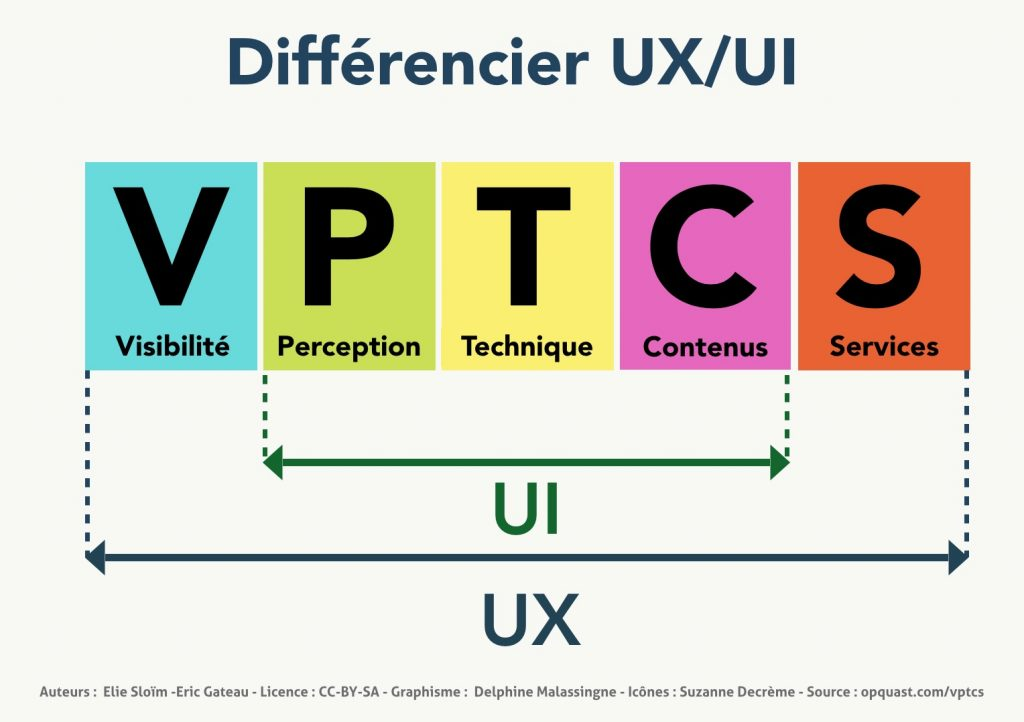 Différencier UX/UI
V P T C S
Visibilité Perception Technique Contenus Services
UI
UX
Auteurs : Elie Sloïm -Eric Gateau - Licence : CC-BY-SA - Graphisme : Delphine Malassingne - Icônes : Suzanne Decrème - Source : opquast.com/vptcs